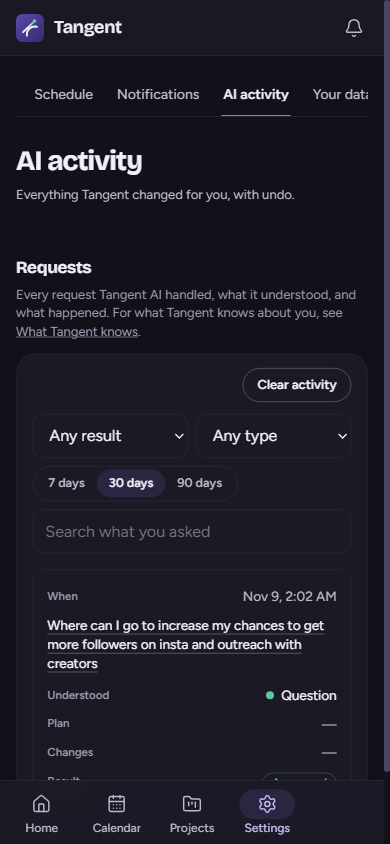 Tangent
Schedule Notifications AI activity Your data
AI activity
Everything Tangent changed for you, with undo.
Requests
Every request Tangent AI handled, what it understood, and
what happened. For what Tangent knows about you, see
What Tangent knows.
Clear activity
Any result Any type
7 days 30 days 90 days
Search what you asked
When Nov 9, 2:02 AM
Where can I go to increase my chances to get
more followers on insta and outreach with
creators
Understood Question
Plan —
Changes —
Home Calendar Projects Settings